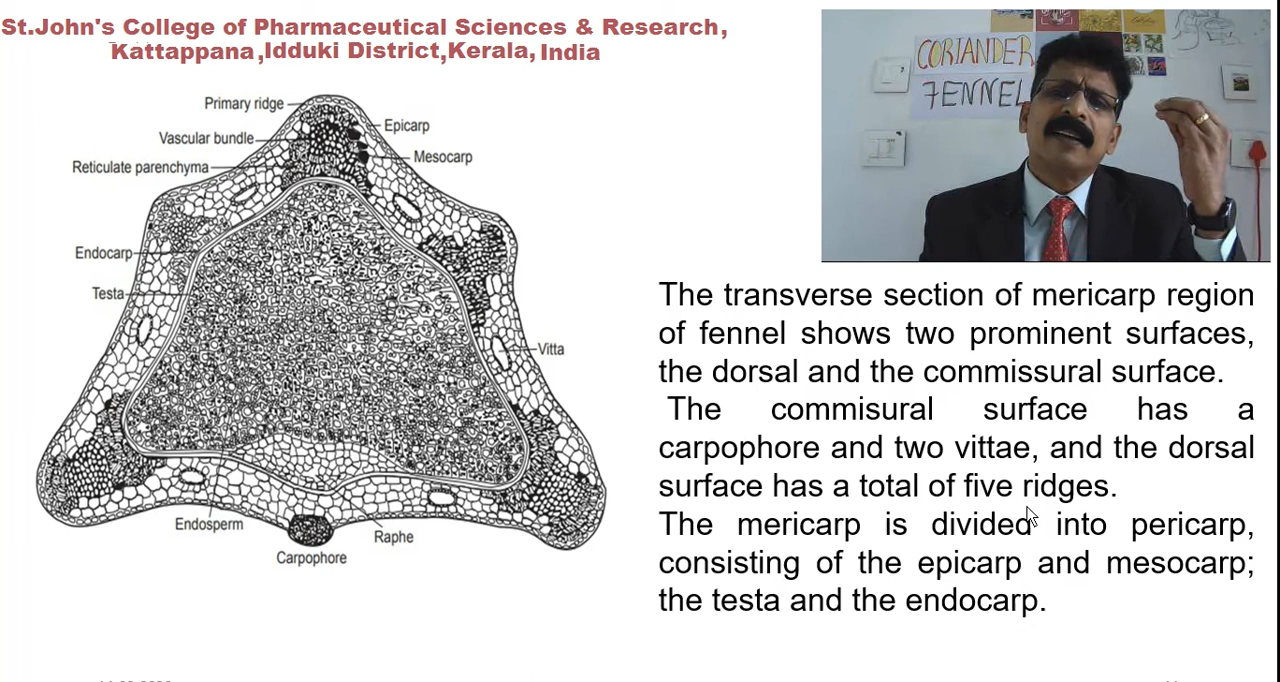 St.John's College of Pharmaceutical Sciences & Research,
Kattappana,Idduki District,Kerala, India
CORIANDER
FENNEL
Primary ridge
Epicarp
Vascular bundle
Mesocarp
Reticulate parenchyma
Endocarp
Testa
Vitta
Endosperm
Raphe
Carpophore
The transverse section of mericarp region
of fennel shows two prominent surfaces,
the dorsal and the commissural surface.
The commisural surface has a
carpophore and two vittae, and the dorsal
surface has a total of five ridges.
The mericarp is divided into pericarp,
consisting of the epicarp and mesocarp;
the testa and the endocarp.